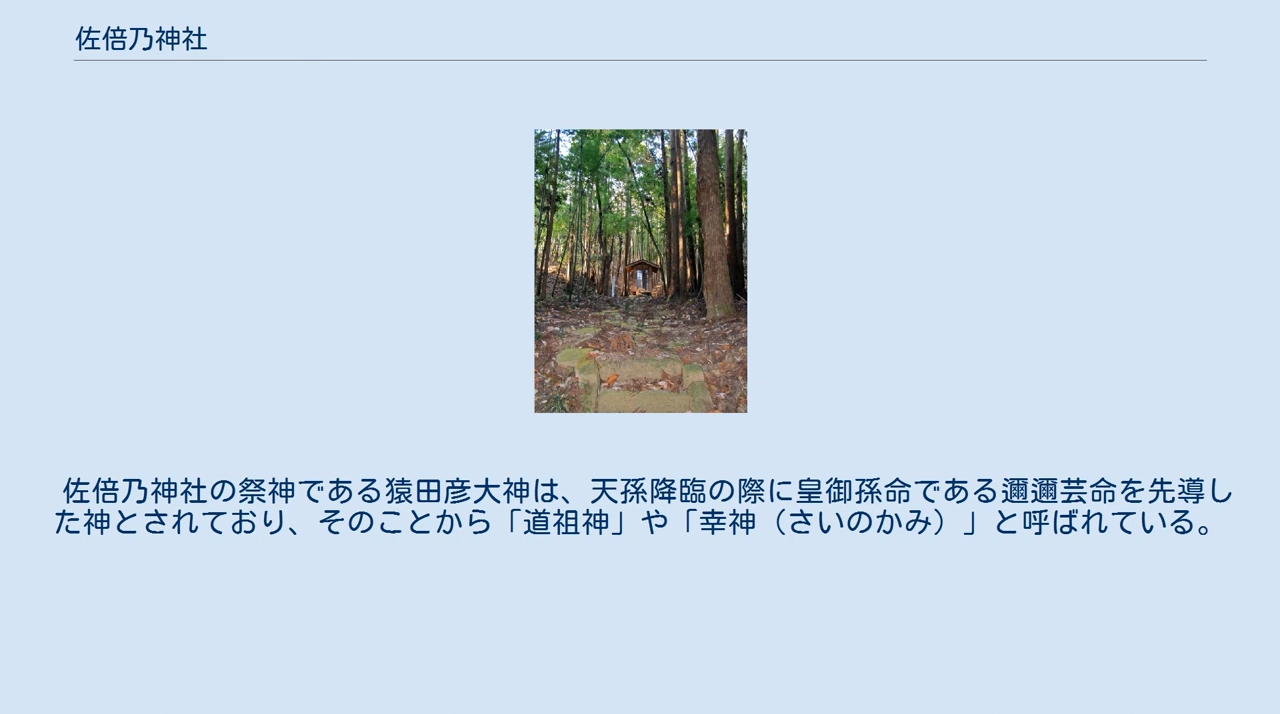 佐倍乃神社
佐倍乃神社の祭神である猿田彦大神は、天孫降臨の際に皇御孫命である邇邇芸命を先導し
た神とされており、そのことから「道祖神」や「幸神（さいのかみ）」と呼ばれている。